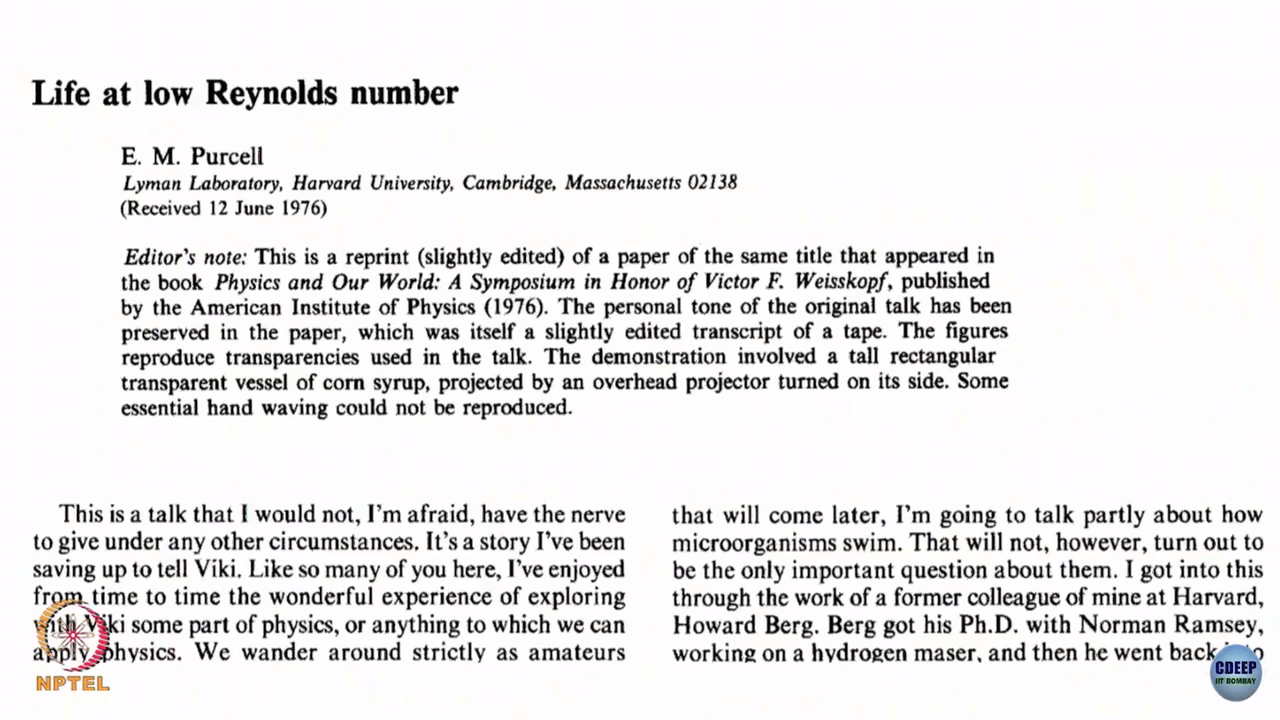 Life at low Reynolds number
E. M. Purcell
Lyman Laboratory, Harvard University, Cambridge, Massachusetts 02138
(Received 12 June 1976)
Editor's note: This is a reprint (slightly edited) of a paper of the same title that appeared in
the book Physics and Our World: A Symposium in Honor of Victor F. Weisskopf, published
by the American Institute of Physics (1976). The personal tone of the original talk has been
preserved in the paper, which was itself a slightly edited transcript of a tape. The figures
reproduce transparencies used in the talk. The demonstration involved a tall rectangular
transparent vessel of corn syrup, projected by an overhead projector turned on its side. Some
essential hand waving could not be reproduced.
This is a talk that I would not, I'm afraid, have the nerve
to give under any other circumstances. It's a story I've been
saving up to tell Viki. Like so many of you here, I've enjoyed
from time to time the wonderful experience of exploring
with Viki some part of physics, or anything to which we can
apply physics. We wander around strictly as amateurs
that will come later, I'm going to talk partly about how
microorganisms swim. That will not, however, turn out to
be the only important question about them. I got into this
through the work of a former colleague of mine at Harvard,
Howard Berg. Berg got his Ph.D. with Norman Ramsey,
working on a hydrogen maser, and then he went back
NPTEL
CDEEP
IIT BOMBAY